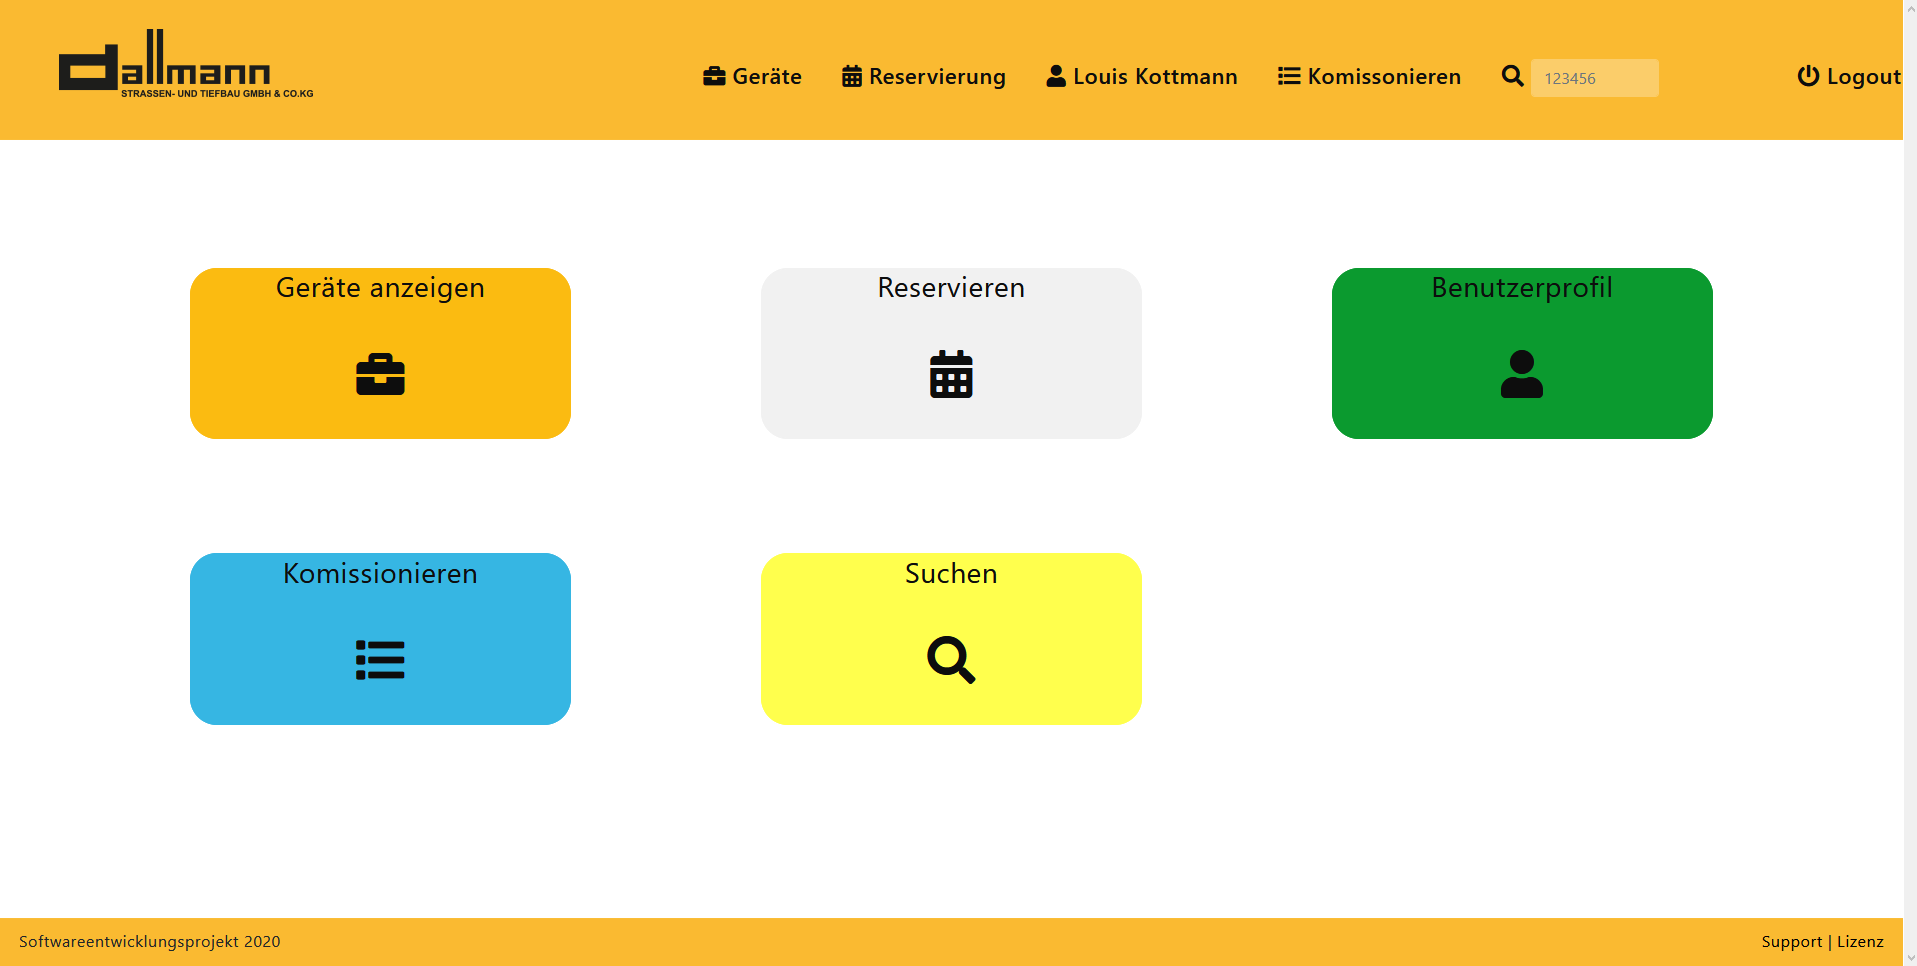 dallmann
STRASSEN- UND TIEFBAU GMBH & CO.KG
Geräte Reservierung Louis Kottmann Komissonieren 123456 Logout
Geräte anzeigen
Reservieren
Benutzerprofil
Komissionieren
Suchen
Softwareentwicklungsprojekt 2020
Support | Lizenz